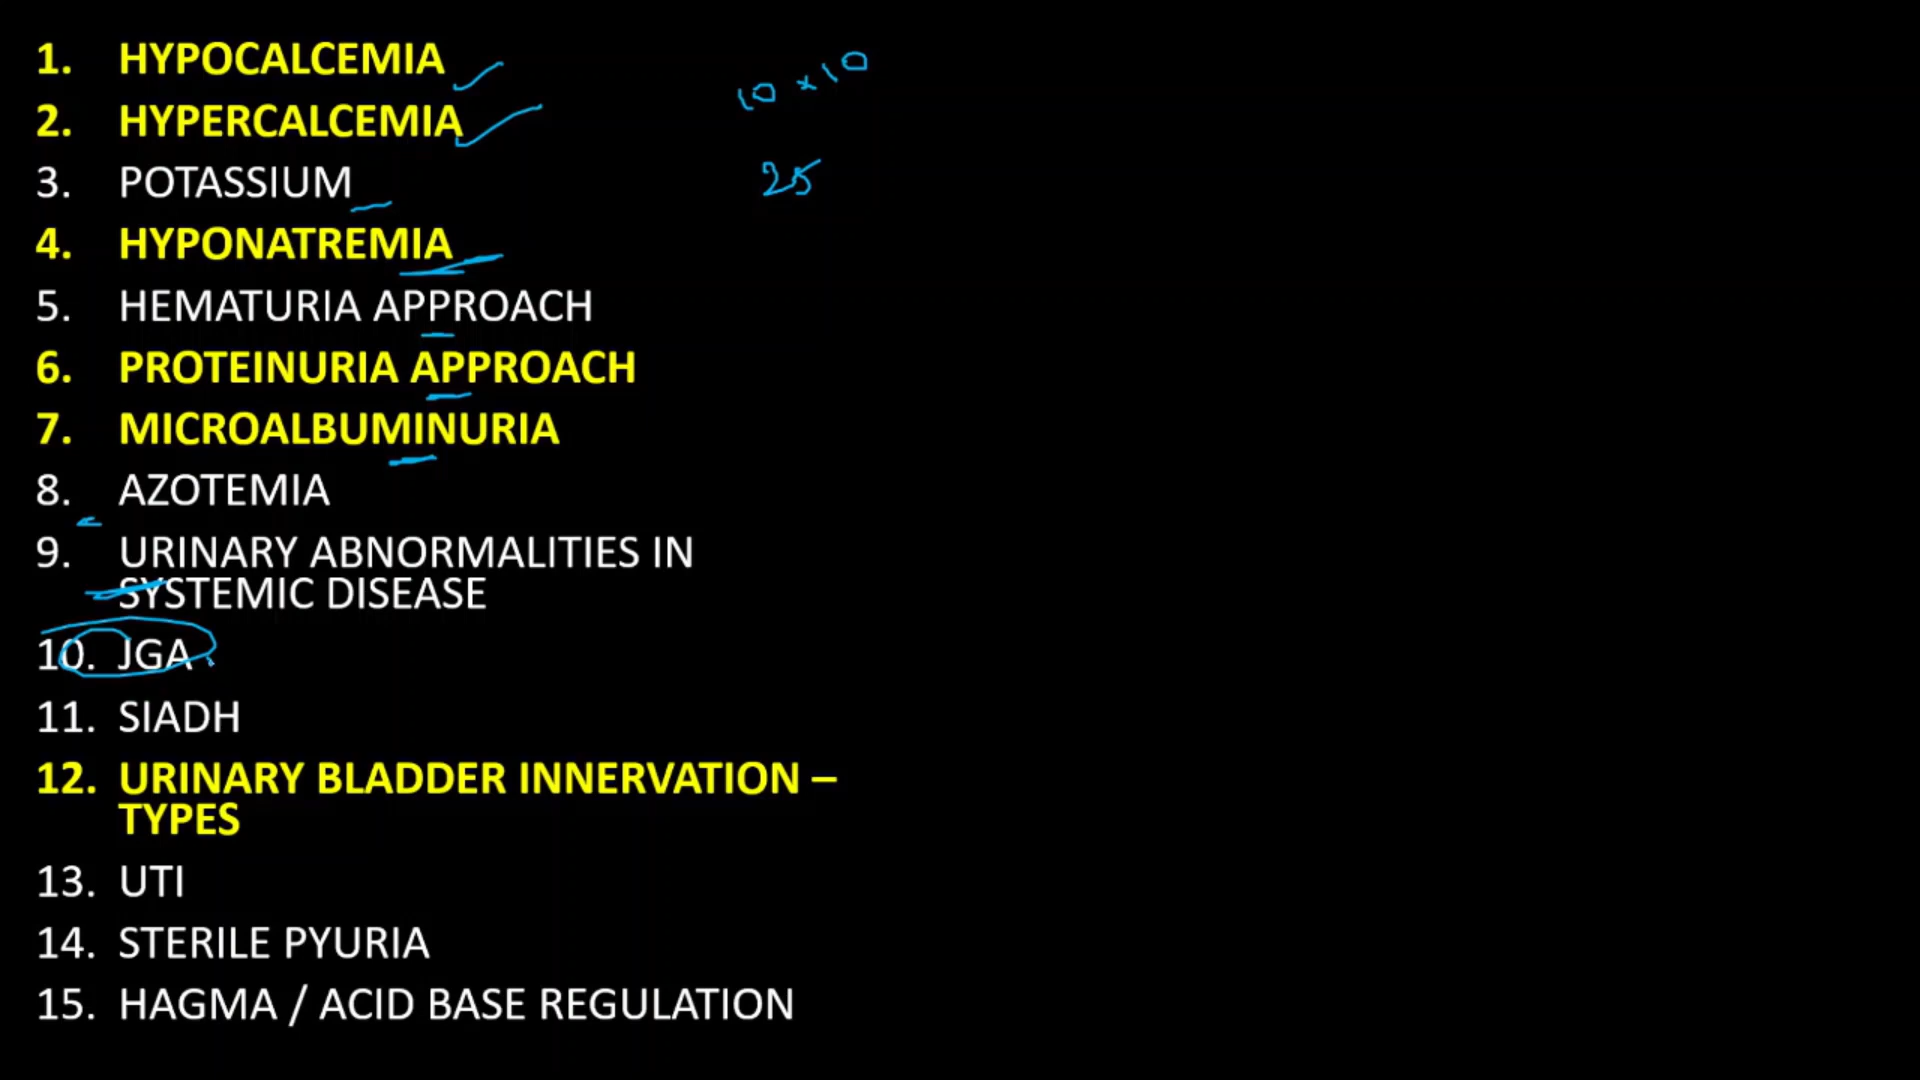 1. HYPOCALCEMIA
10 x 10
2. HYPERCALCEMIA
3. POTASSIUM
25
4. HYPONATREMIA
5. HEMATURIA APPROACH
6. PROTEINURIA APPROACH
7. MICROALBUMINURIA
8. AZOTEMIA
9. URINARY ABNORMALITIES IN
SYSTEMIC DISEASE
10. JGA
11. SIADH
12. URINARY BLADDER INNERVATION –
TYPES
13. UTI
14. STERILE PYURIA
15. HAGMA / ACID BASE REGULATION